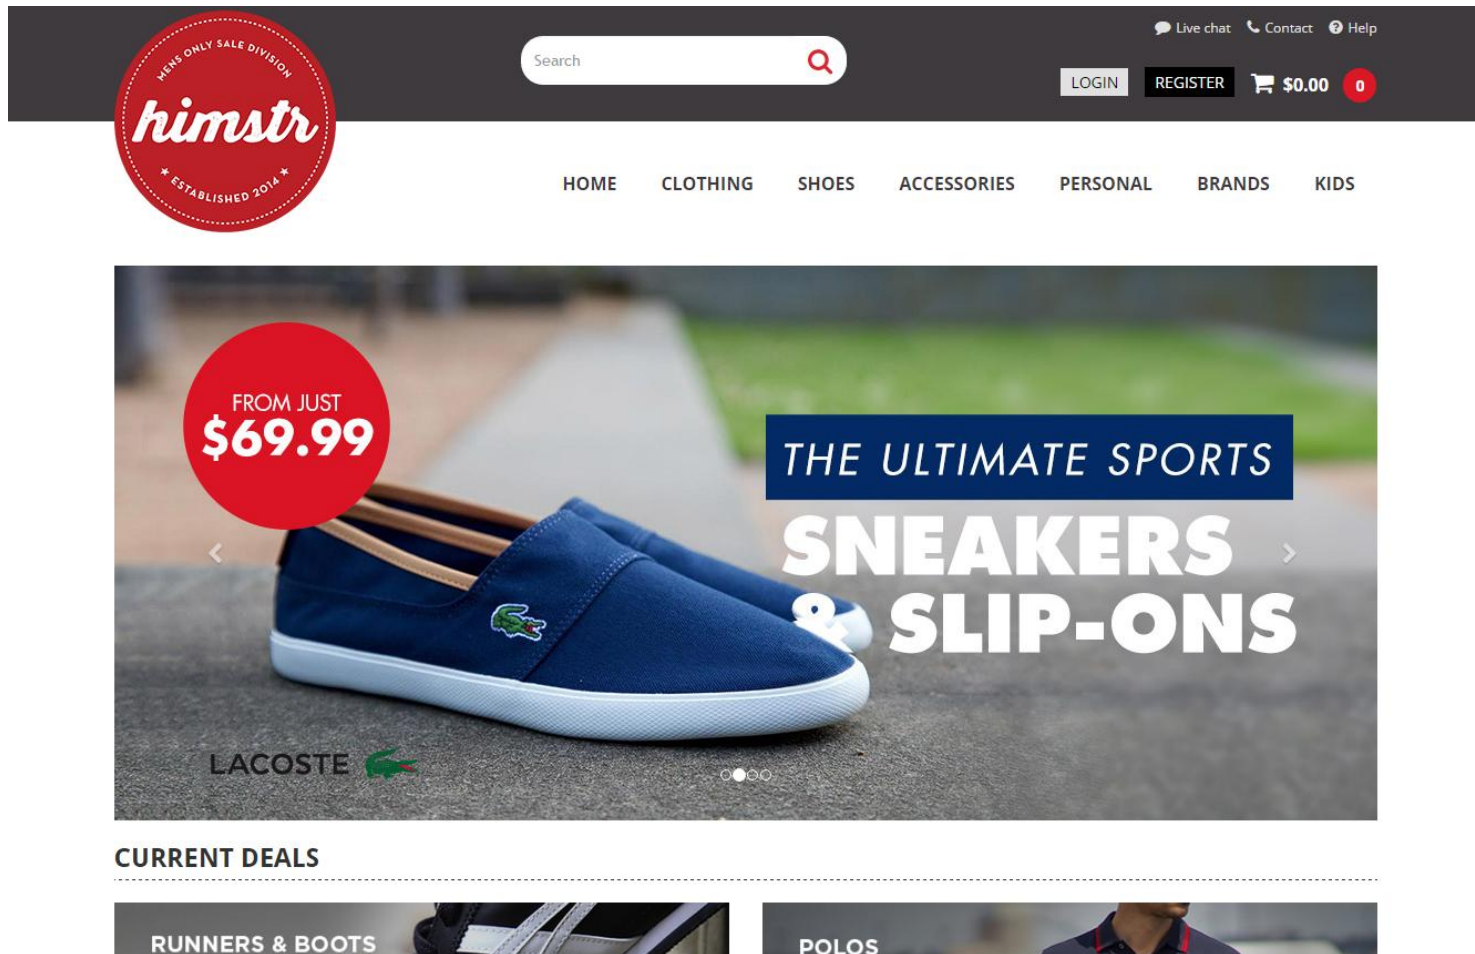 MENS ONLY SALE DIVISION
himstr
ESTABLISHED 2014
Search
Live chat
Contact
Help
LOGIN
REGISTER
$0.00
0
HOME
CLOTHING
SHOES
ACCESSORIES
PERSONAL
BRANDS
KIDS
FROM JUST
$69.99
THE ULTIMATE SPORTS
SNEAKERS
& SLIP-ONS
LACOSTE
CURRENT DEALS
RUNNERS & BOOTS
POLOS